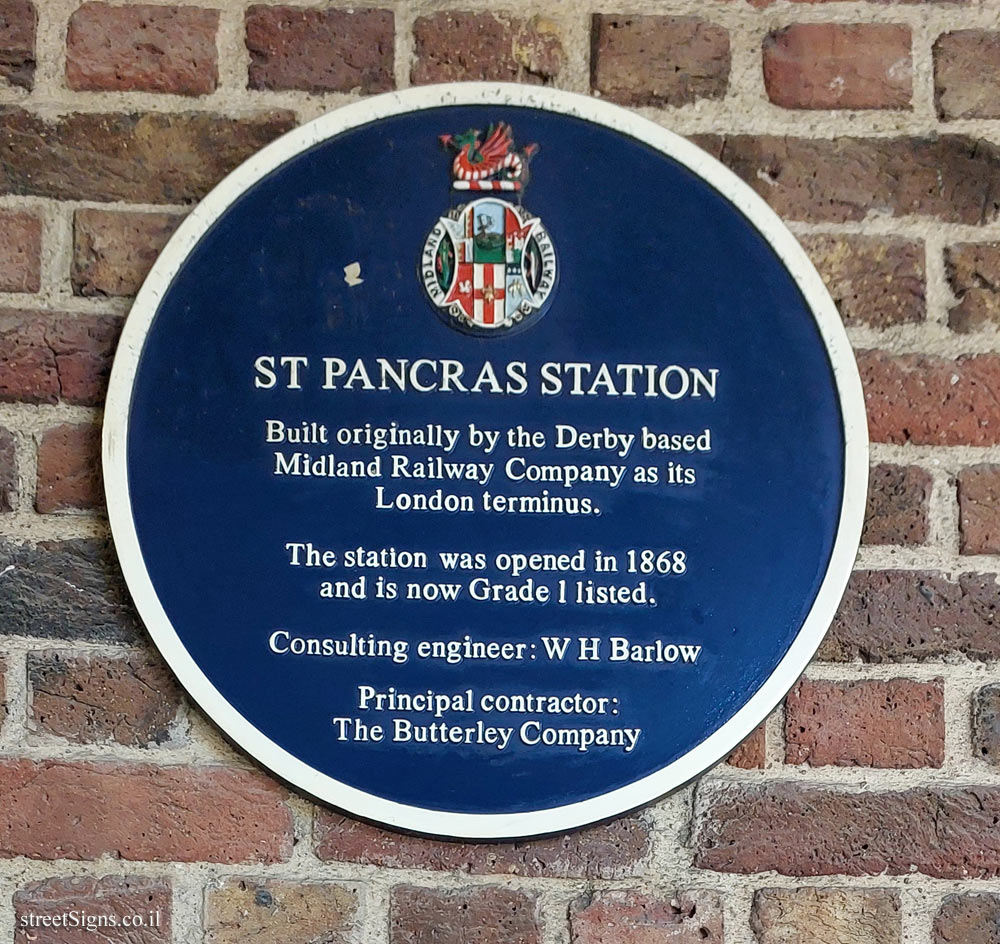 MIDLAND RAILWAY
ST PANCRAS STATION
Built originally by the Derby based
Midland Railway Company as its
London terminus.
The station was opened in 1868
and is now Grade 1 listed.
Consulting engineer: W H Barlow
Principal contractor:
The Butterley Company
streetSigns.co.il